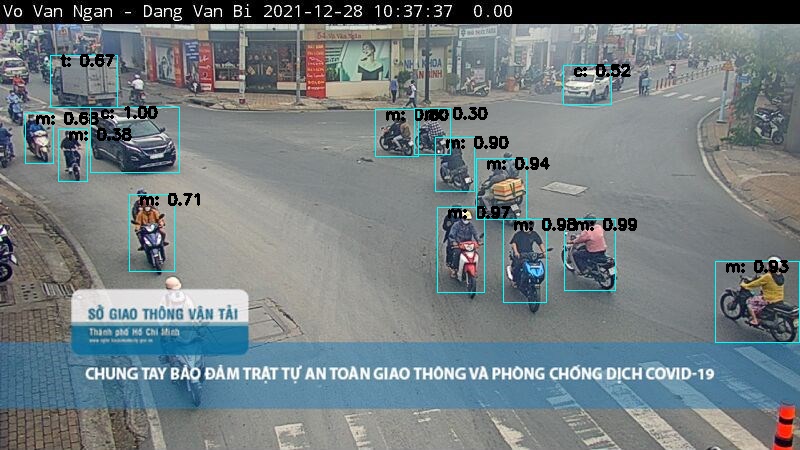 Vo Van Ngan - Dang Van Bi 2021-12-28 10:37:37 0.00
t: 0.67
c: 0.52
m: 0.63
c: 1.00
m: 0.38
m: 0.30
m: 0.90
m: 0.94
m: 0.71
m: 0.97
m: 0.98
m: 0.99
m: 0.93
NHA KHOA
SỞ GIAO THÔNG VẬN TẢI
Thành phố Hồ Chí Minh
CHUNG TAY BẢO ĐẢM TRẬT TỰ AN TOÀN GIAO THÔNG VÀ PHÒNG CHỐNG DỊCH COVID-19